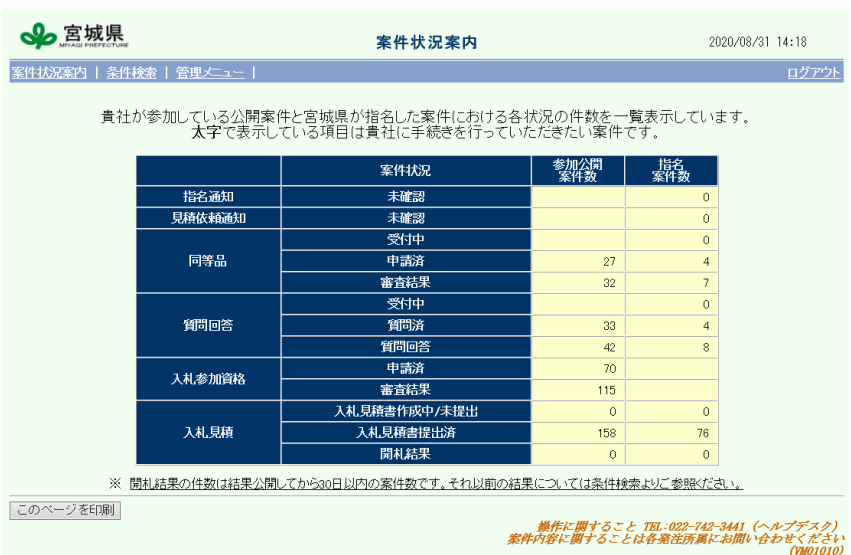 宮城県
MIYAGI PREFECTURE
案件状況案内
2020/08/31 14:18
案件状況案内 | 条件検索 | 管理メニュー |
ログアウト
貴社が参加している公開案件と宮城県が指名した案件における各状況の件数を一覧表示しています。
太字で表示している項目は貴社に手続きを行っていただきたい案件です。
案件状況 参加公開案件数 指名案件数
指名通知 未確認 0
見積依頼通知 未確認 0
同等品 受付中 0
申請済 27 4
審査結果 32 7
質問回答 受付中 0
質問済 33 4
質問回答 42 8
入札参加資格 申請済 70
審査結果 115
入札見積 入札見積書作成中/未提出 0 0
入札見積書提出済 158 76
開札結果 0 0
※ 開札結果の件数は結果公開してから30日以内の案件数です。それ以前の結果については条件検索よりご参照ください。
このページを印刷
操作に関すること TEL:022-742-3441 (ヘルプデスク)
案件内容に関することは各発注所属にお問い合わせください
(VM01010)